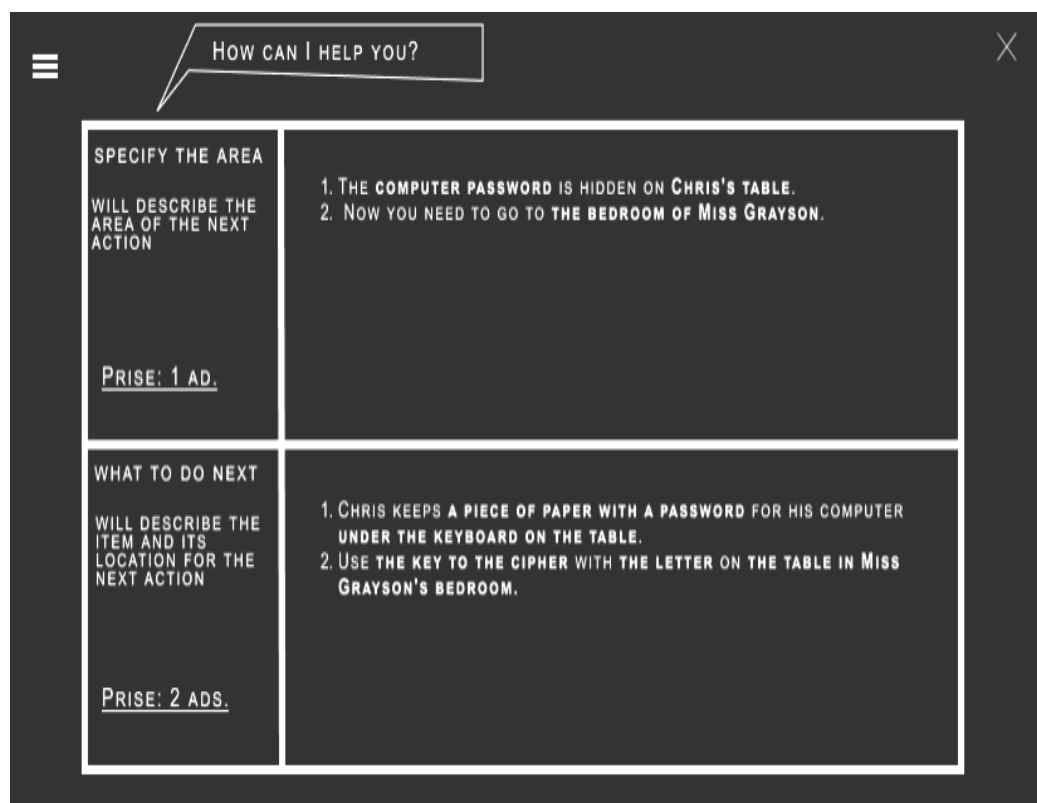 How can I help you?
X
SPECIFY THE AREA
WILL DESCRIBE THE
AREA OF THE NEXT
ACTION
Prise: 1 ad.
1. The computer password is hidden on Chris's table.
2. Now you need to go to the bedroom of Miss Grayson.
WHAT TO DO NEXT
WILL DESCRIBE THE
ITEM AND ITS
LOCATION FOR THE
NEXT ACTION
Prise: 2 ads.
1. Chris keeps a piece of paper with a password for his computer
under the keyboard on the table.
2. Use the key to the cipher with the letter on the table in Miss
Grayson's bedroom.